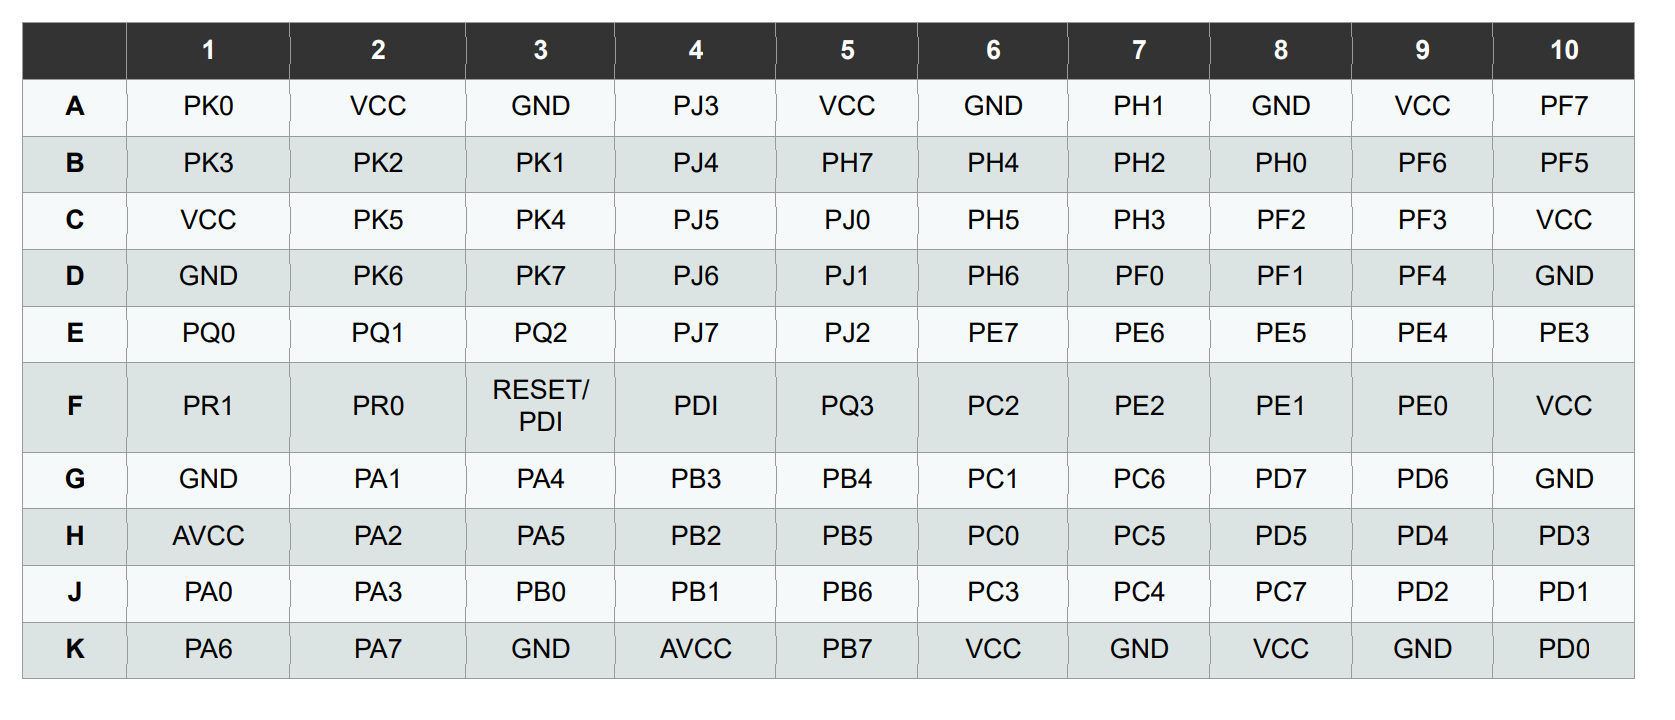 1 2 3 4 5 6 7 8 9 10
A PK0 VCC GND PJ3 VCC GND PH1 GND VCC PF7
B PK3 PK2 PK1 PJ4 PH7 PH4 PH2 PH0 PF6 PF5
C VCC PK5 PK4 PJ5 PJ0 PH5 PH3 PF2 PF3 VCC
D GND PK6 PK7 PJ6 PJ1 PH6 PF0 PF1 PF4 GND
E PQ0 PQ1 PQ2 PJ7 PJ2 PE7 PE6 PE5 PE4 PE3
F PR1 PR0 RESET/ PDI PDI PQ3 PC2 PE2 PE1 PE0 VCC
G GND PA1 PA4 PB3 PB4 PC1 PC6 PD7 PD6 GND
H AVCC PA2 PA5 PB2 PB5 PC0 PC5 PD5 PD4 PD3
J PA0 PA3 PB0 PB1 PB6 PC3 PC4 PC7 PD2 PD1
K PA6 PA7 GND AVCC PB7 VCC GND VCC GND PD0